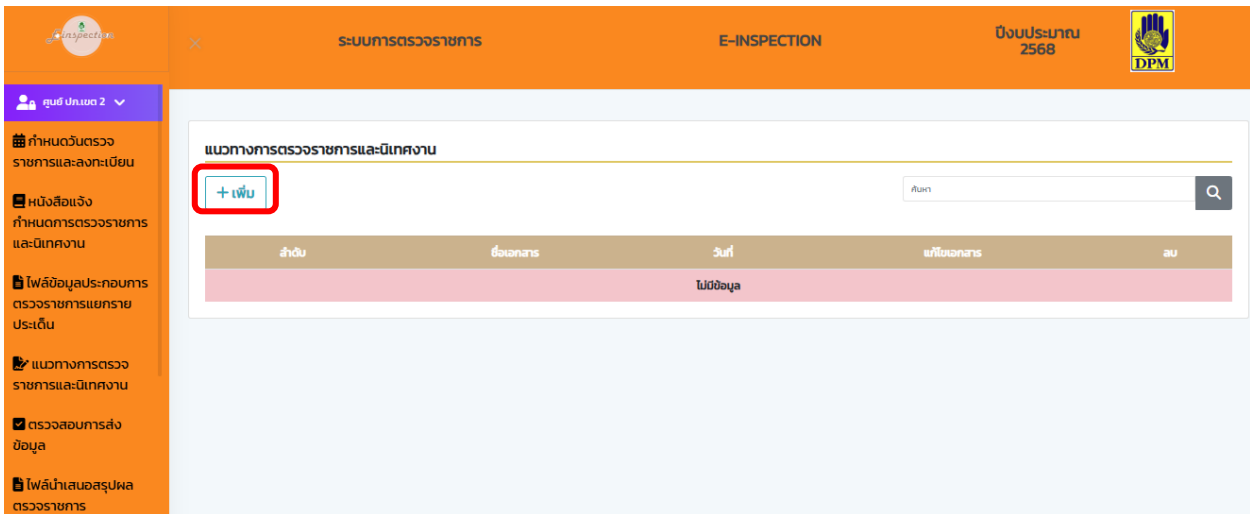 einspection
× ระบบการตรวจราชการ E-INSPECTION ปีงบประมาณ
2568
DPM
ศูนย์ ปภ.เขต 2
กำหนดวันตรวจ
ราชการและลงทะเบียน
หนังสือแจ้ง
กำหนดการตรวจราชการ
และนิเทศงาน
ไฟล์ข้อมูลประกอบการ
ตรวจราชการแยกราย
ประเด็น
แนวทางการตรวจ
ราชการและนิเทศงาน
ตรวจสอบการส่ง
ข้อมูล
ไฟล์นำเสนอสรุปผล
ตรวจราชการ
แนวทางการตรวจราชการและนิเทศงาน
+ เพิ่ม
ค้นหา
ลำดับ ชื่อเอกสาร วันที่ แก้ไขเอกสาร ลบ
ไม่มีข้อมูล